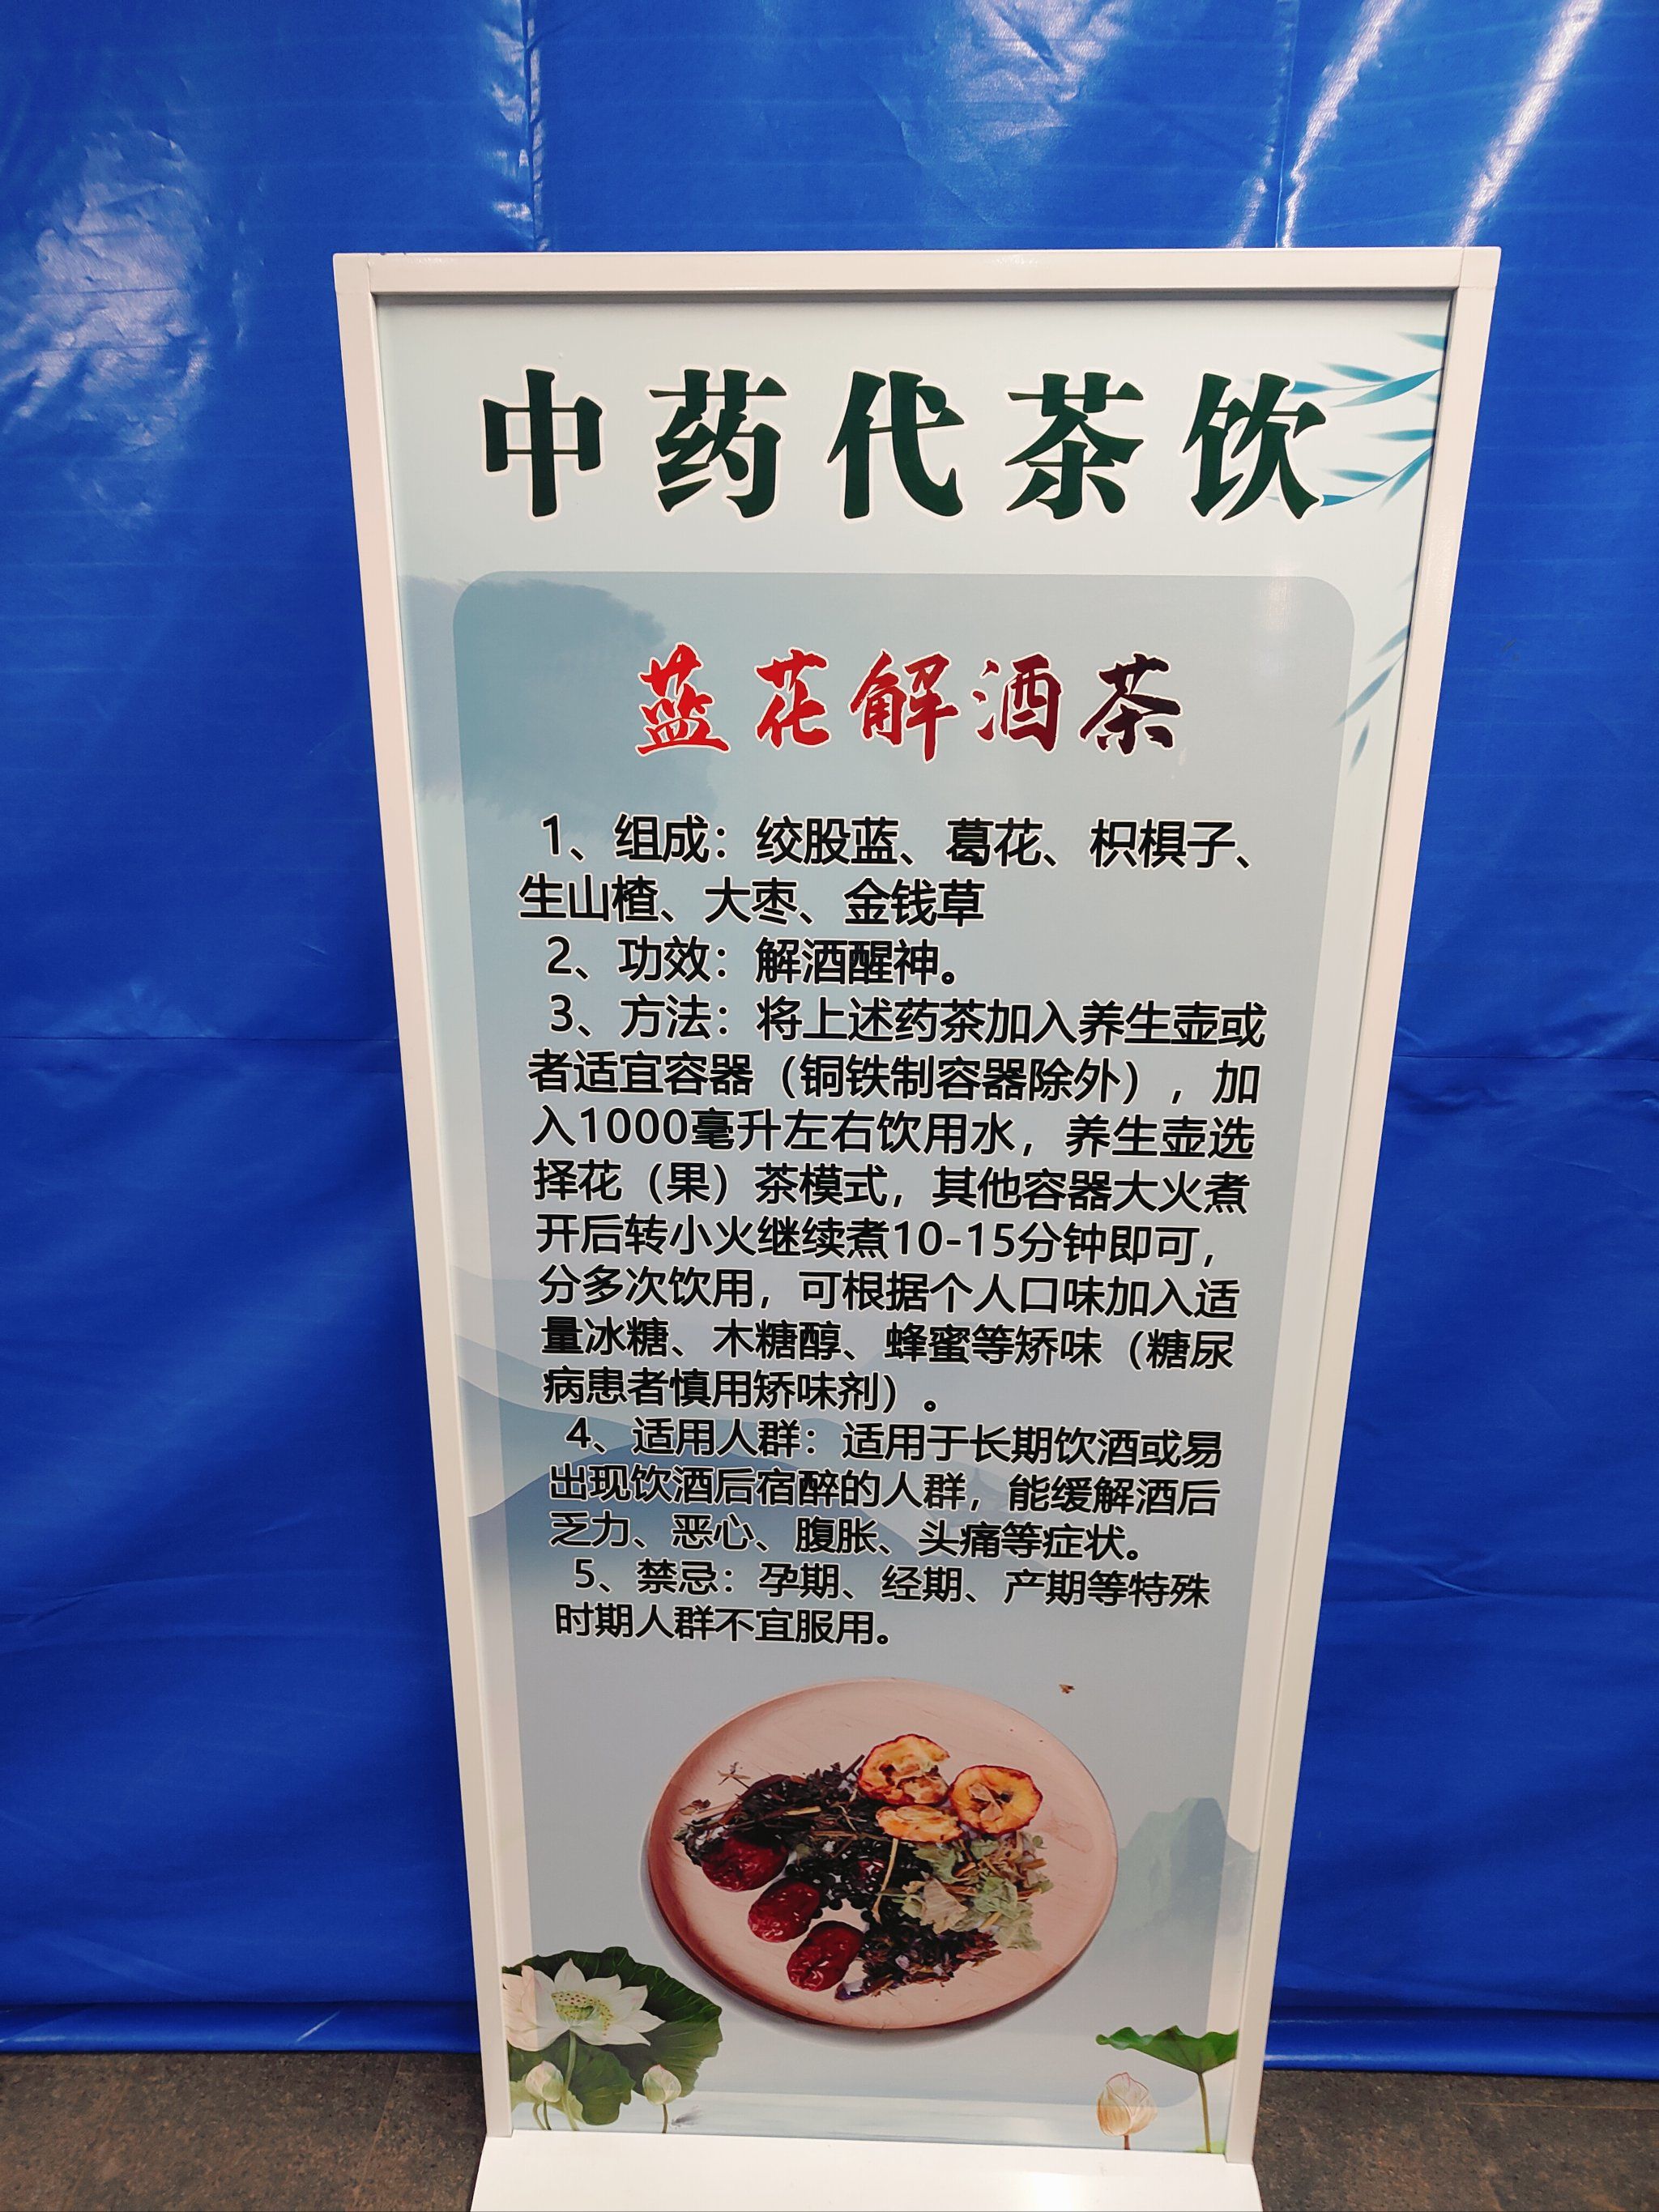 中药代茶饮
蓝花解酒茶
1、组成：绞股蓝、葛花、枳椇子、
生山楂、大枣、金钱草
2、功效：解酒醒神。
3、方法：将上述药茶加入养生壶或
者适宜容器（铜铁制容器除外），加
入1000毫升左右饮用水，养生壶选
择花（果）茶模式，其他容器大火煮
开后转小火继续煮10-15分钟即可，
分多次饮用，可根据个人口味加入适
量冰糖、木糖醇、蜂蜜等矫味（糖尿
病患者慎用矫味剂）。
4、适用人群：适用于长期饮酒或易
出现饮酒后宿醉的人群，能缓解酒后
乏力、恶心、腹胀、头痛等症状。
5、禁忌：孕期、经期、产期等特殊
时期人群不宜服用。